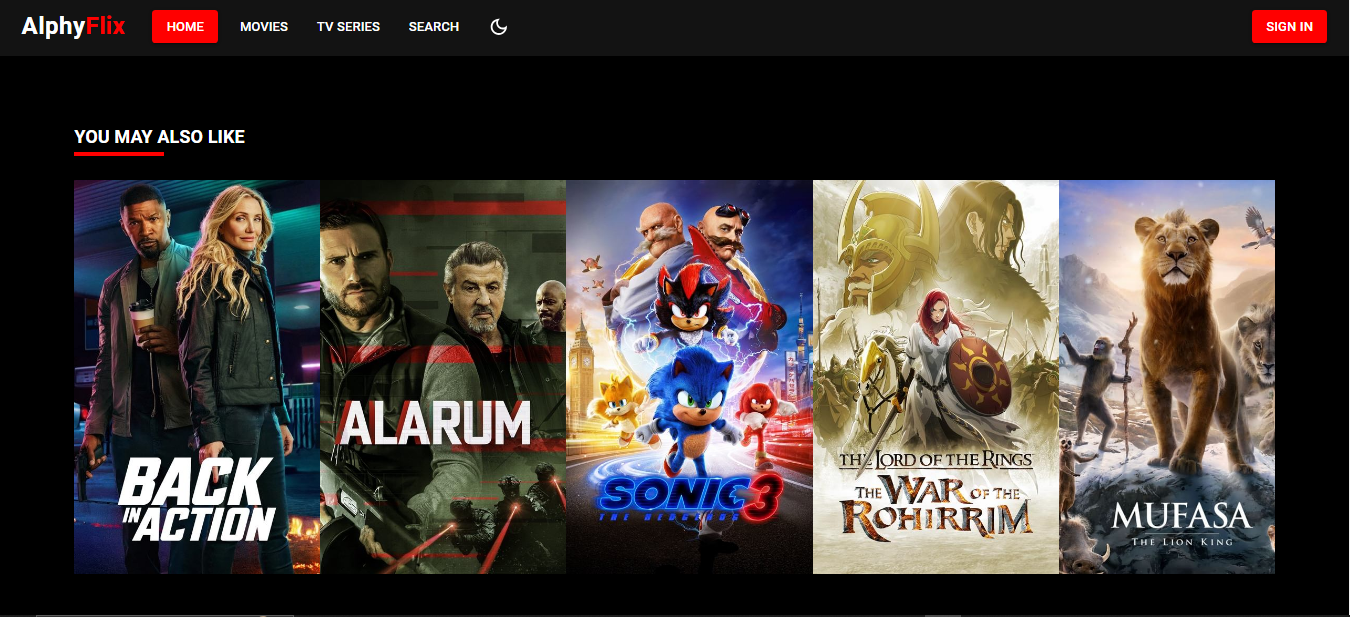 AlphyFlix
HOME
MOVIES
TV SERIES
SEARCH
SIGN IN
YOU MAY ALSO LIKE
BACK
IN ACTION
ALARUM
SONIC 3
THE HEDGEHOG
THE LORD OF THE RINGS
THE WAR OF THE
ROHIRRIM
MUFASA
THE LION KING